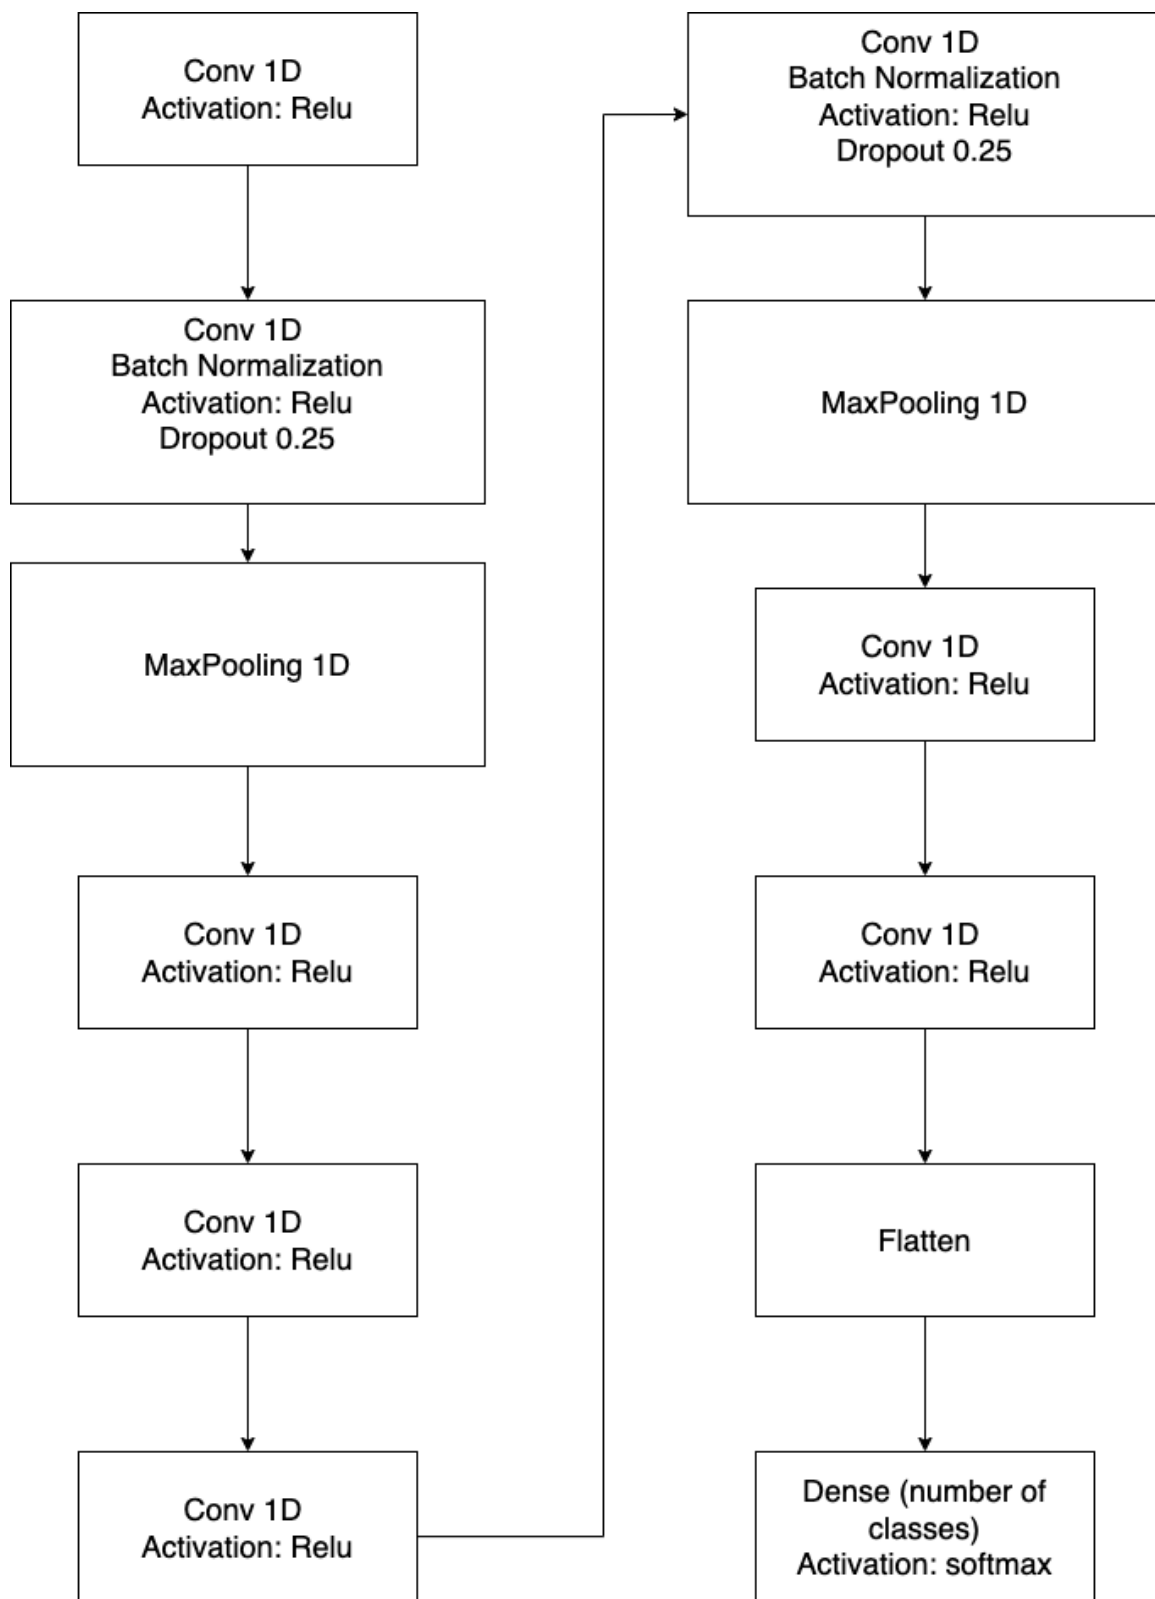 Conv 1D
Activation: Relu
Conv 1D
Batch Normalization
Activation: Relu
Dropout 0.25
MaxPooling 1D
Conv 1D
Activation: Relu
Conv 1D
Activation: Relu
Conv 1D
Activation: Relu
Conv 1D
Batch Normalization
Activation: Relu
Dropout 0.25
MaxPooling 1D
Conv 1D
Activation: Relu
Conv 1D
Activation: Relu
Flatten
Dense (number of
classes)
Activation: softmax